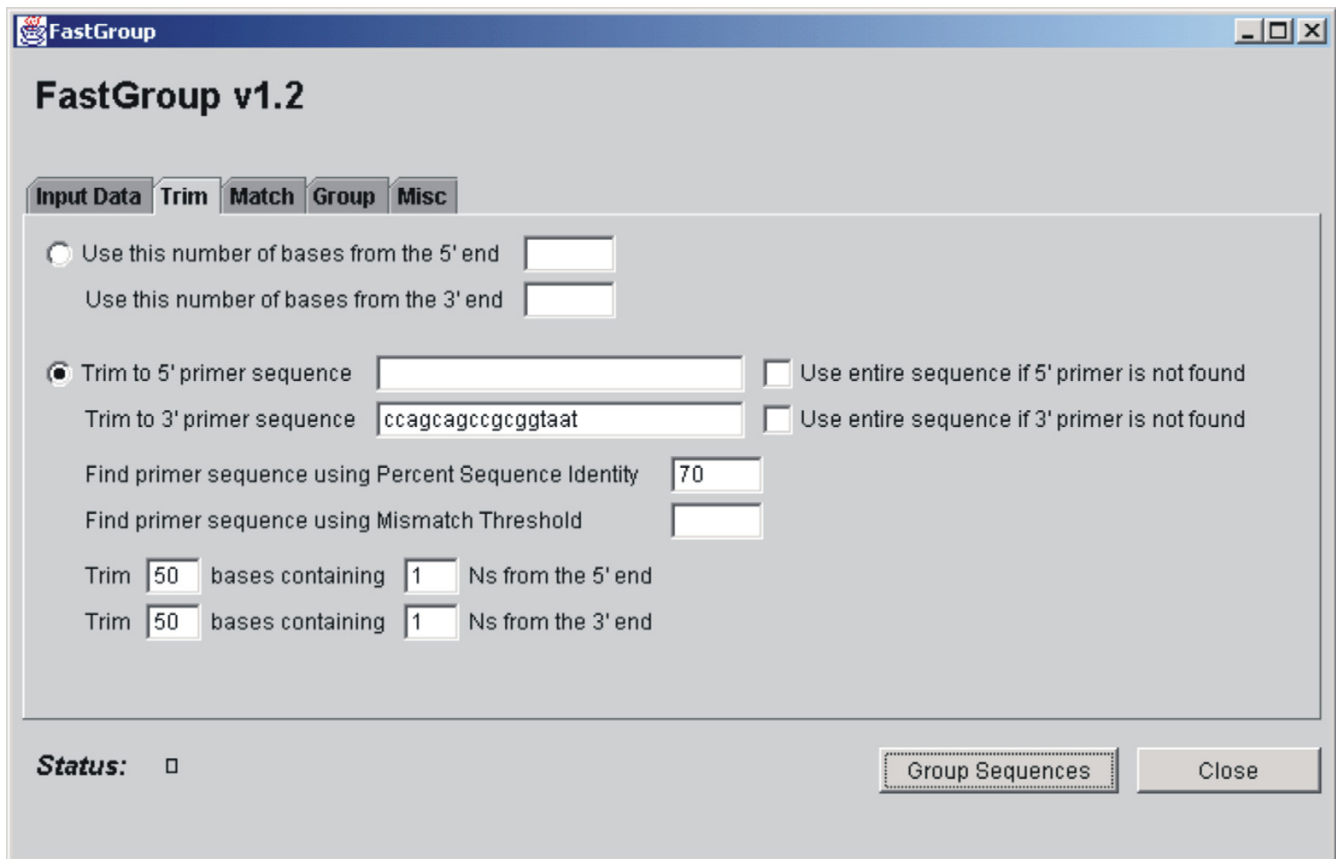 FastGroup
FastGroup v1.2
Input Data Trim Match Group Misc
Use this number of bases from the 5' end
Use this number of bases from the 3' end
Trim to 5' primer sequence Use entire sequence if 5' primer is not found
Trim to 3' primer sequence ccagcagccgcggtaat Use entire sequence if 3' primer is not found
Find primer sequence using Percent Sequence Identity 70
Find primer sequence using Mismatch Threshold
Trim 50 bases containing 1 Ns from the 5' end
Trim 50 bases containing 1 Ns from the 3' end
Status: Group Sequences Close